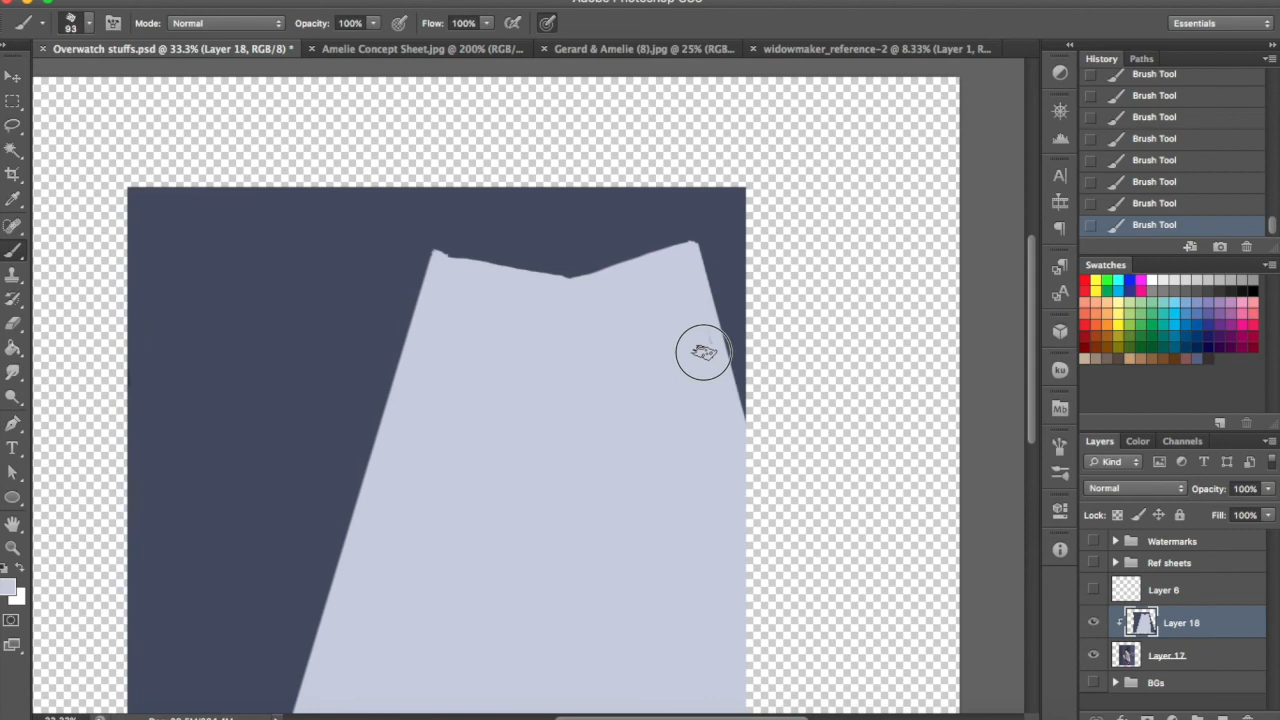 93
Mode: Normal
Opacity: 100%
Flow: 100%
Essentials
× Overwatch stuffs.psd @ 33.3% (Layer 18, RGB/8) *
× Amelie Concept Sheet.jpg @ 200% (RGB/...
× Gerard & Amelie (8).jpg @ 25% (RGB...
× widowmaker_reference-2 @ 8.33% (Layer 1, R...
History
Paths
Brush Tool
Brush Tool
Brush Tool
Brush Tool
Brush Tool
Brush Tool
Brush Tool
Brush Tool
Swatches
ku
Mb
Layers
Color
Channels
Kind
Normal
Opacity: 100%
Lock:
Fill: 100%
Watermarks
Ref sheets
Layer 6
Layer 18
Layer 17
BGs